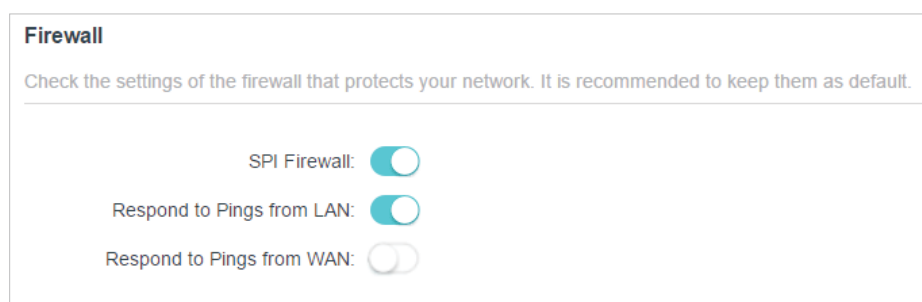 Firewall
Check the settings of the firewall that protects your network. It is recommended to keep them as default.
SPI Firewall:
Respond to Pings from LAN:
Respond to Pings from WAN: